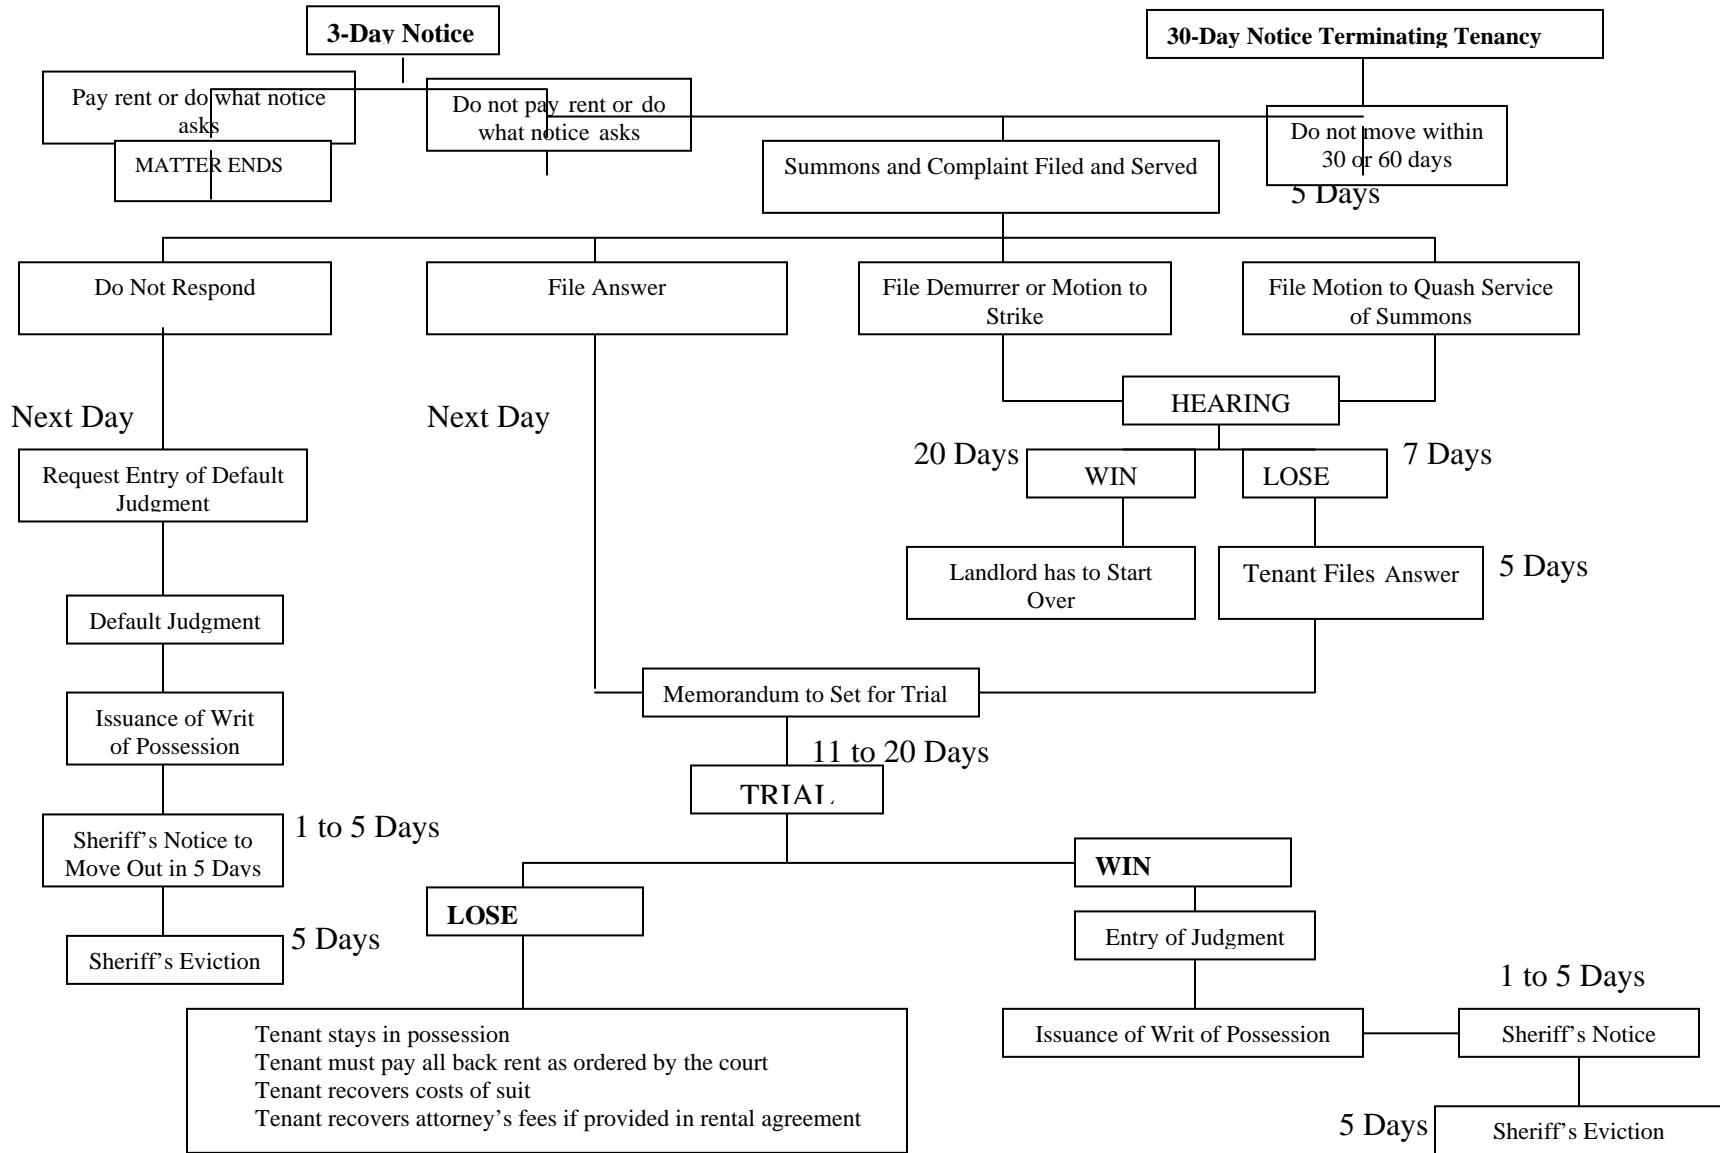 3-Day Notice
30-Day Notice Terminating Tenancy
Pay rent or do what notice
asks
Do not pay rent or do
what notice asks
Do not move within
30 or 60 days
MATTER ENDS
Summons and Complaint Filed and Served
5 Days
Do Not Respond
File Answer
File Demurrer or Motion to
Strike
File Motion to Quash Service
of Summons
HEARING
Next Day
Next Day
20 Days
WIN
LOSE
7 Days
Request Entry of Default
Judgment
Landlord has to Start
Over
Tenant Files Answer
5 Days
Default Judgment
Memorandum to Set for Trial
Issuance of Writ
of Possession
11 to 20 Days
TRIAL
Sheriff's Notice to
Move Out in 5 Days
1 to 5 Days
WIN
LOSE
Entry of Judgment
5 Days
Sheriff's Eviction
1 to 5 Days
Tenant stays in possession
Tenant must pay all back rent as ordered by the court
Tenant recovers costs of suit
Tenant recovers attorney's fees if provided in rental agreement
Issuance of Writ of Possession
Sheriff's Notice
5 Days
Sheriff's Eviction